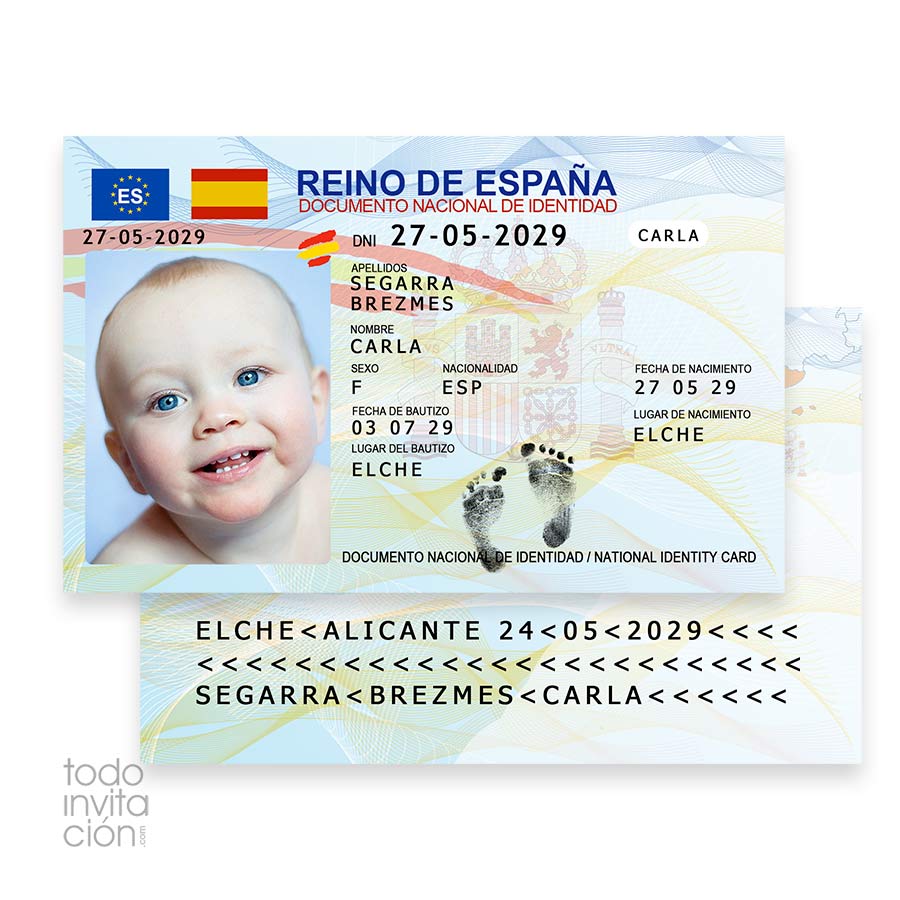 ES
REINO DE ESPAÑA
DOCUMENTO NACIONAL DE IDENTIDAD
27-05-2029
DNI 27-05-2029
CARLA
APELLIDOS
SEGARRA
BREZMES
NOMBRE
CARLA
SEXO NACIONALIDAD FECHA DE NACIMIENTO
F ESP 27 05 29
FECHA DE BAUTIZO LUGAR DE NACIMIENTO
03 07 29 ELCHE
LUGAR DEL BAUTIZO
ELCHE
VLTRA
DOCUMENTO NACIONAL DE IDENTIDAD / NATIONAL IDENTITY CARD
ELCHE<ALICANTE 24<05<2029<<<<
<<<<<<<<<<<<<<<<<<<<<<<<<
SEGARRA<BREZMES<CARLA<<<<<<
todo
invita
ción.com